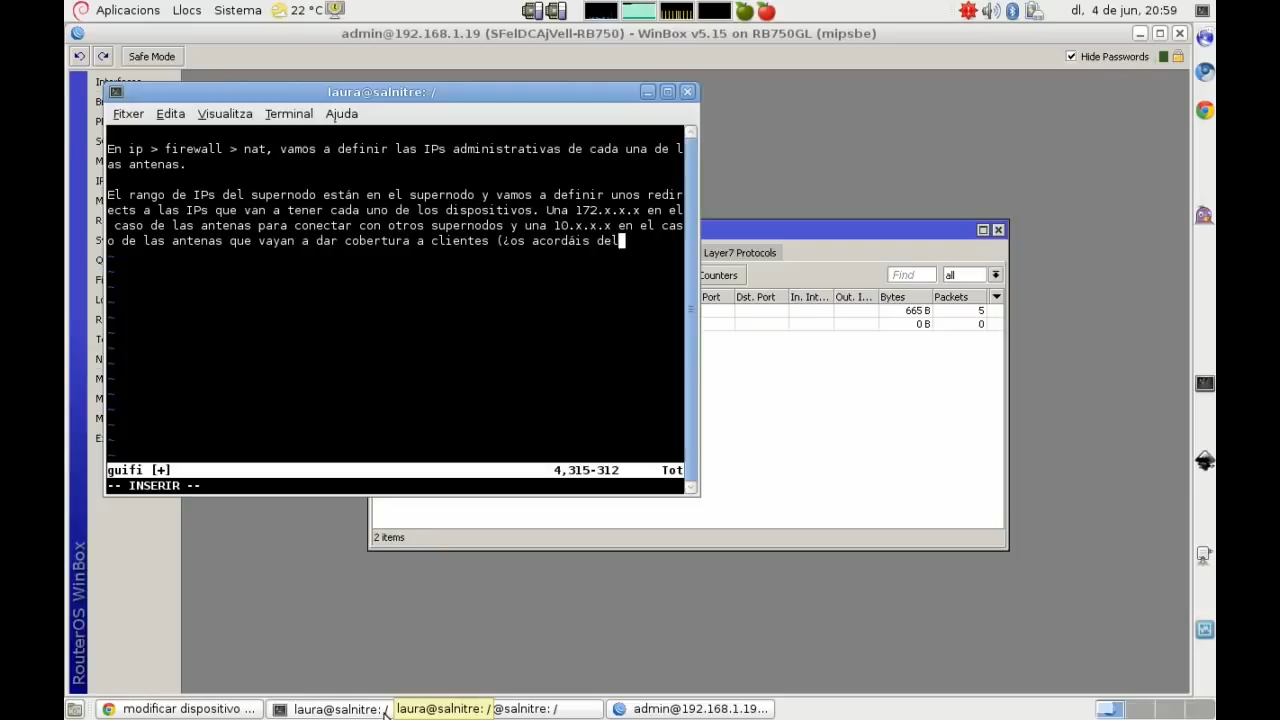 Aplicacions Llocs Sistema 22 °C dl, 4 de jun, 20:59
admin@192.168.1.19 (SFelDCAjVell-RB750) - WinBox v5.15 on RB750GL (mipsbe)
Safe Mode Hide Passwords
laura@salnitre: /
Fitxer Edita Visualitza Terminal Ajuda
En ip > firewall > nat, vamos a definir las IPs administrativas de cada una de l
as antenas.
El rango de IPs del supernodo están en el supernodo y vamos a definir unos redir
ects a las IPs que van a tener cada uno de los dispositivos. Una 172.x.x.x en el
caso de las antenas para conectar con otros supernodos y una 10.x.x.x en el cas
o de las antenas que vayan a dar cobertura a clientes (¿os acordáis del
~
~
~
~
~
~
~
~
~
~
~
~
~
~
guifi [+] 4,315-312 Tot
-- INSERIR --
Layer7 Protocols
Counters Find all
Port Dst. Port In. Int... Out. I... Bytes Packets
665 B 5
0 B 0
2 items
RouterOS WinBox
modificar dispositivo ... laura@salnitre: / laura@salnitre: / @salnitre: / admin@192.168.1.19...